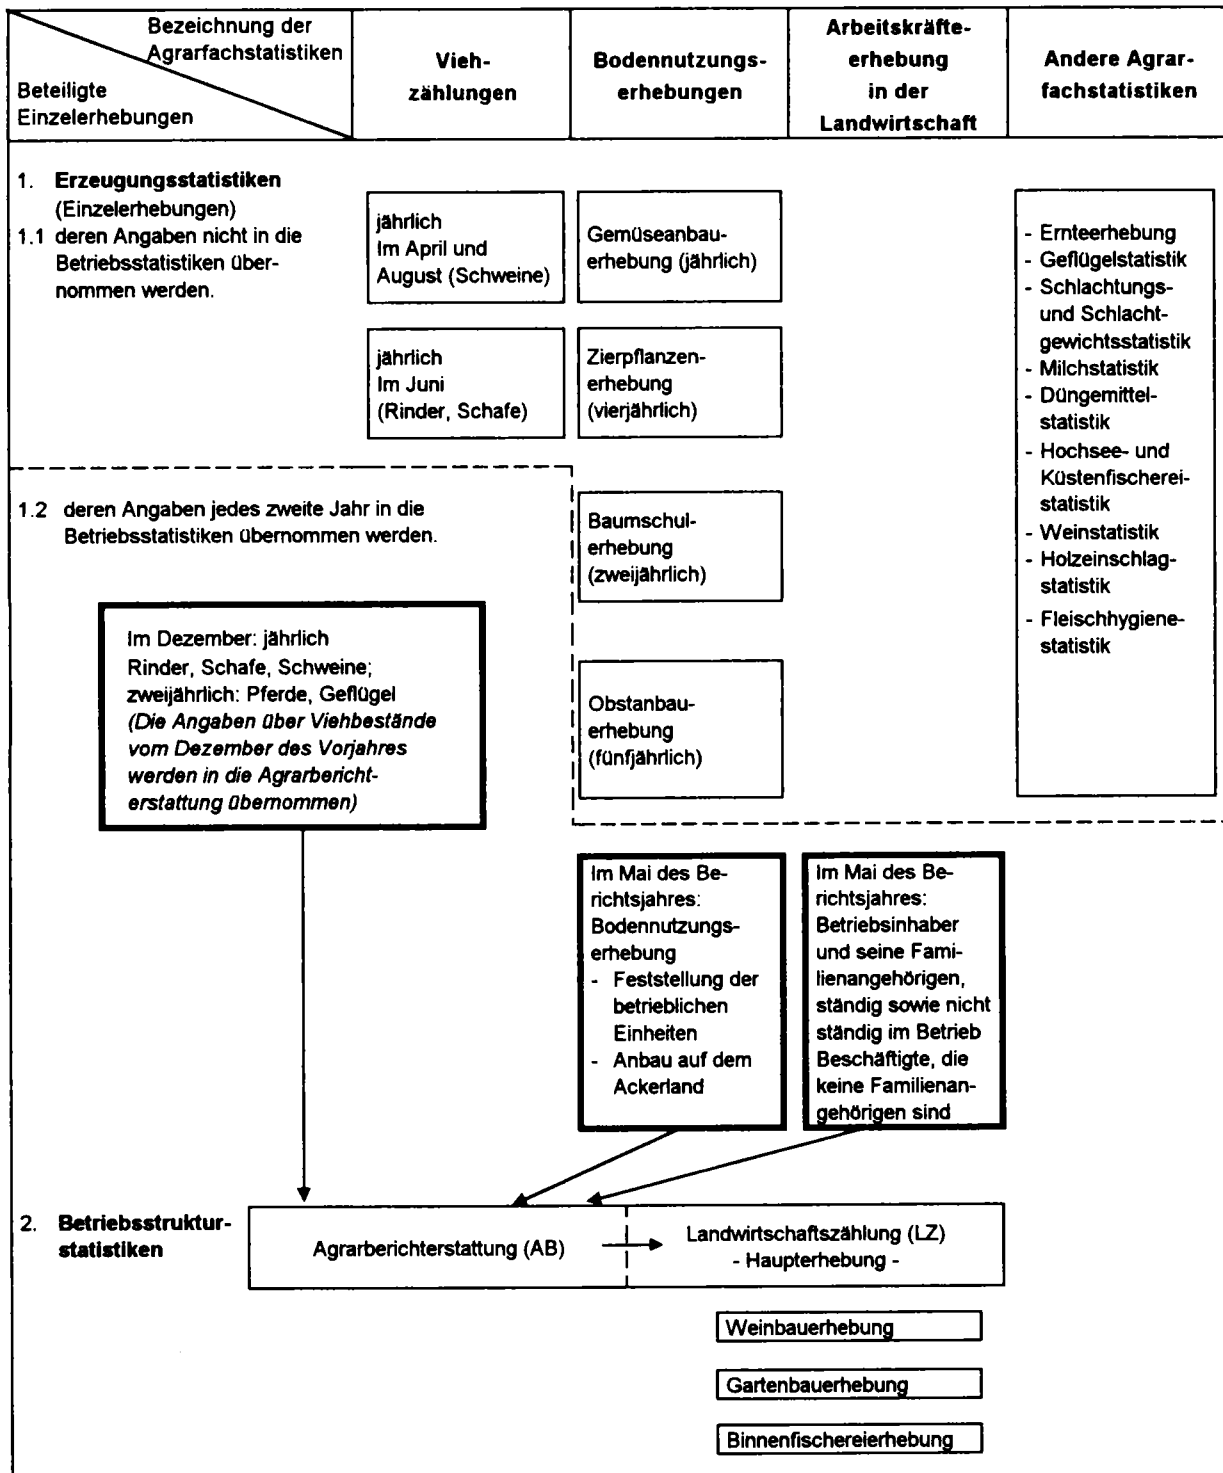 Bezeichnung der
Agrarfachstatistiken
Beteiligte
Einzelerhebungen
Vieh-
zählungen
Bodennutzungs-
erhebungen
Arbeitskräfte-
erhebung
in der
Landwirtschaft
Andere Agrar-
fachstatistiken
1. Erzeugungsstatistiken
(Einzelerhebungen)
1.1 deren Angaben nicht in die
Betriebsstatistiken über-
nommen werden.
jährlich
Im April und
August (Schweine)
Gemüseanbau-
erhebung (jährlich)
jährlich
Im Juni
(Rinder, Schafe)
Zierpflanzen-
erhebung
(vierjährlich)
- Ernteerhebung
- Geflügelstatistik
- Schlachtungs-
und Schlacht-
gewichtsstatistik
- Milchstatistik
- Düngemittel-
statistik
- Hochsee- und
Küstenfischerei-
statistik
- Weinstatistik
- Holzeinschlag-
statistik
- Fleischhygiene-
statistik
1.2 deren Angaben jedes zweite Jahr in die
Betriebsstatistiken übernommen werden.
Baumschul-
erhebung
(zweijährlich)
Obstanbau-
erhebung
(fünfjährlich)
Im Dezember: jährlich
Rinder, Schafe, Schweine;
zweijährlich: Pferde, Geflügel
(Die Angaben über Viehbestände
vom Dezember des Vorjahres
werden in die Agrarbericht-
erstattung übernommen)
Im Mai des Be-
richtsjahres:
Bodennutzungs-
erhebung
- Feststellung der
betrieblichen
Einheiten
- Anbau auf dem
Ackerland
Im Mai des Be-
richtsjahres:
Betriebsinhaber
und seine Fami-
lienangehörigen,
ständig sowie nicht
ständig im Betrieb
Beschäftigte, die
keine Familienan-
gehörigen sind
2. Betriebsstruktur-
statistiken
Agrarberichterstattung (AB)
Landwirtschaftszählung (LZ)
- Haupterhebung -
Weinbauerhebung
Gartenbauerhebung
Binnenfischereierhebung